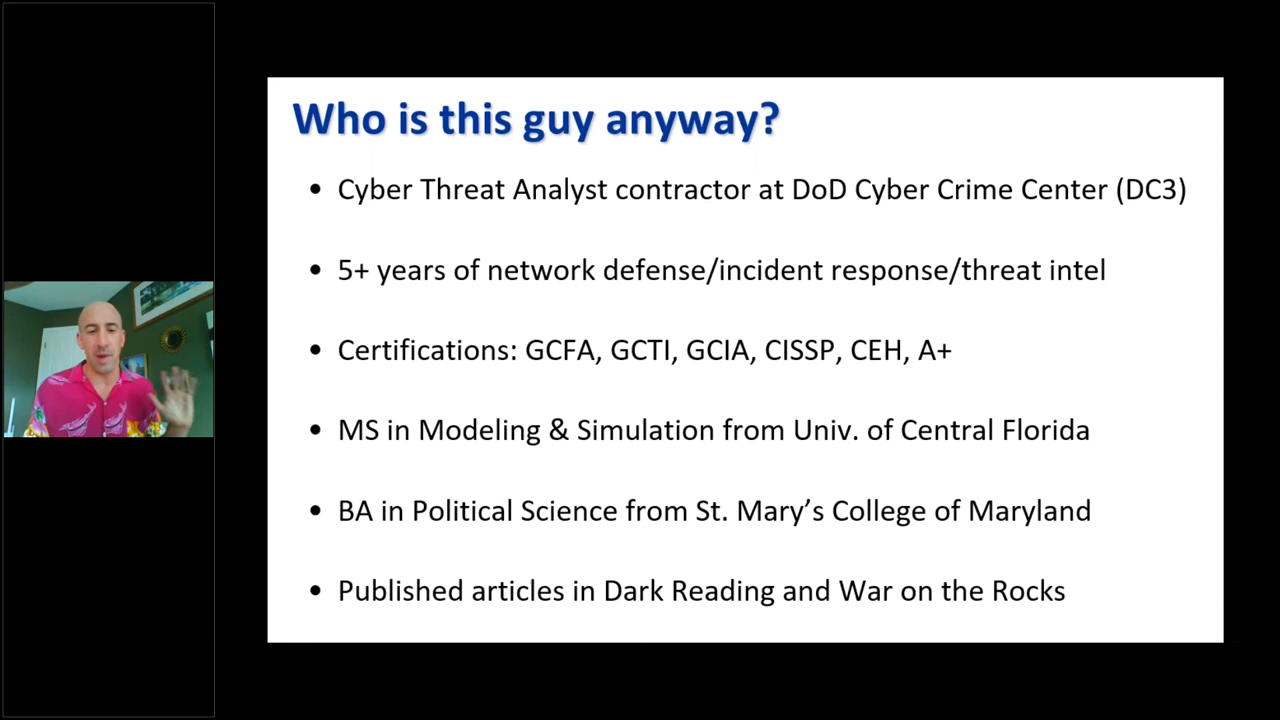 Who is this guy anyway?
• Cyber Threat Analyst contractor at DoD Cyber Crime Center (DC3)
• 5+ years of network defense/incident response/threat intel
• Certifications: GCFA, GCTI, GCIA, CISSP, CEH, A+
• MS in Modeling & Simulation from Univ. of Central Florida
• BA in Political Science from St. Mary’s College of Maryland
• Published articles in Dark Reading and War on the Rocks